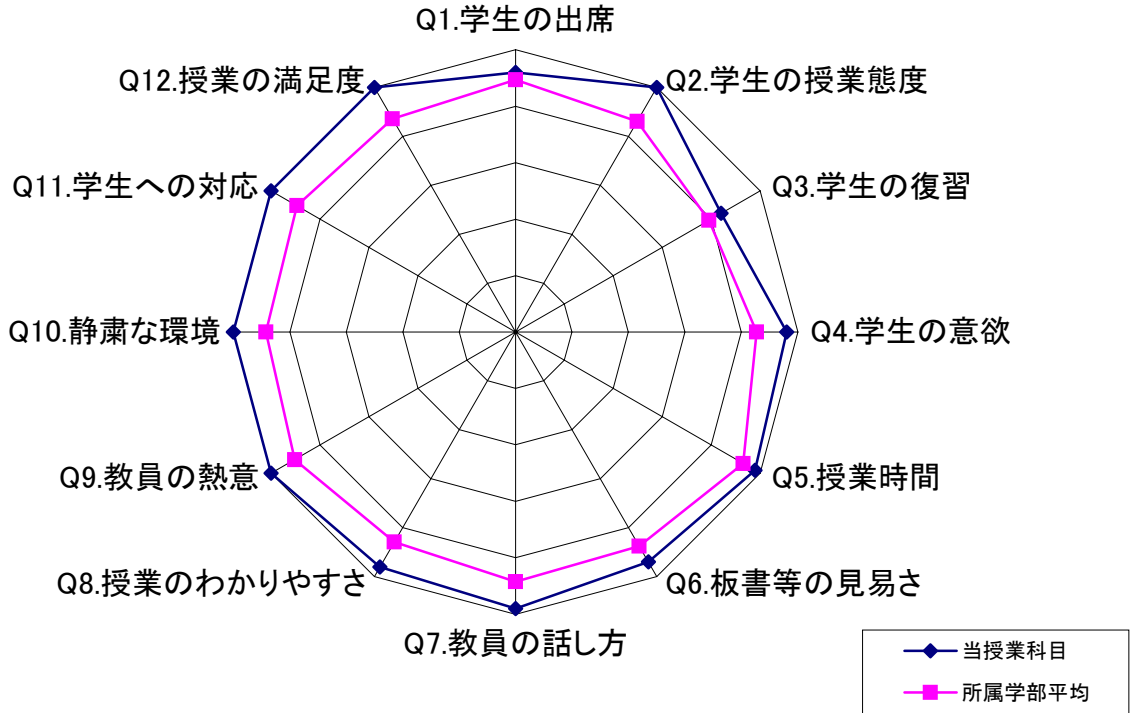 Q1.学生の出席
Q2.学生の授業態度
Q3.学生の復習
Q4.学生の意欲
Q5.授業時間
Q6.板書等の見易さ
Q7.教員の話し方
Q8.授業のわかりやすさ
Q9.教員の熱意
Q10.静粛な環境
Q11.学生への対応
Q12.授業の満足度
当授業科目
所属学部平均